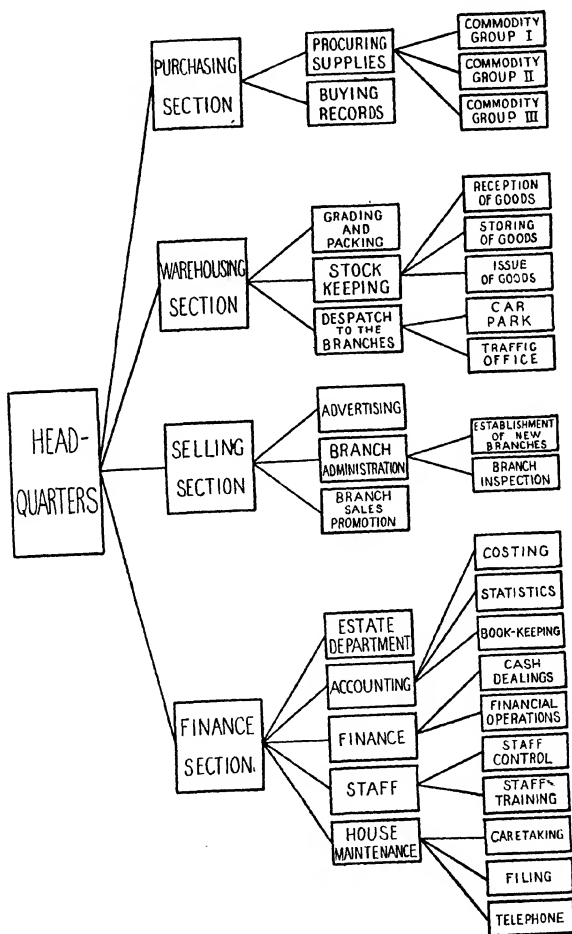 HEAD-
QUARTERS
PURCHASING
SECTION
PROCURING
SUPPLIES
COMMODITY
GROUP I
COMMODITY
GROUP II
COMMODITY
GROUP III
BUYING
RECORDS
WAREHOUSING
SECTION
GRADING
AND
PACKING
STOCK
KEEPING
RECEPTION
OF GOODS
STORING
OF GOODS
ISSUE
OF GOODS
DESPATCH
TO THE
BRANCHES
CAR
PARK
TRAFFIC
OFFICE
SELLING
SECTION
ADVERTISING
BRANCH
ADMINISTRATION
ESTABLISHMENT
OF NEW
BRANCHES
BRANCH
INSPECTION
BRANCH
SALES
PROMOTION
FINANCE
SECTION.
ESTATE
DEPARTMENT
ACCOUNTING
COSTING
STATISTICS
BOOK-KEEPING
FINANCE
CASH
DEALINGS
FINANCIAL
OPERATIONS
STAFF
STAFF
CONTROL
STAFF
TRAINING
HOUSE
MAINTENANCE
CARETAKING
FILING
TELEPHONE